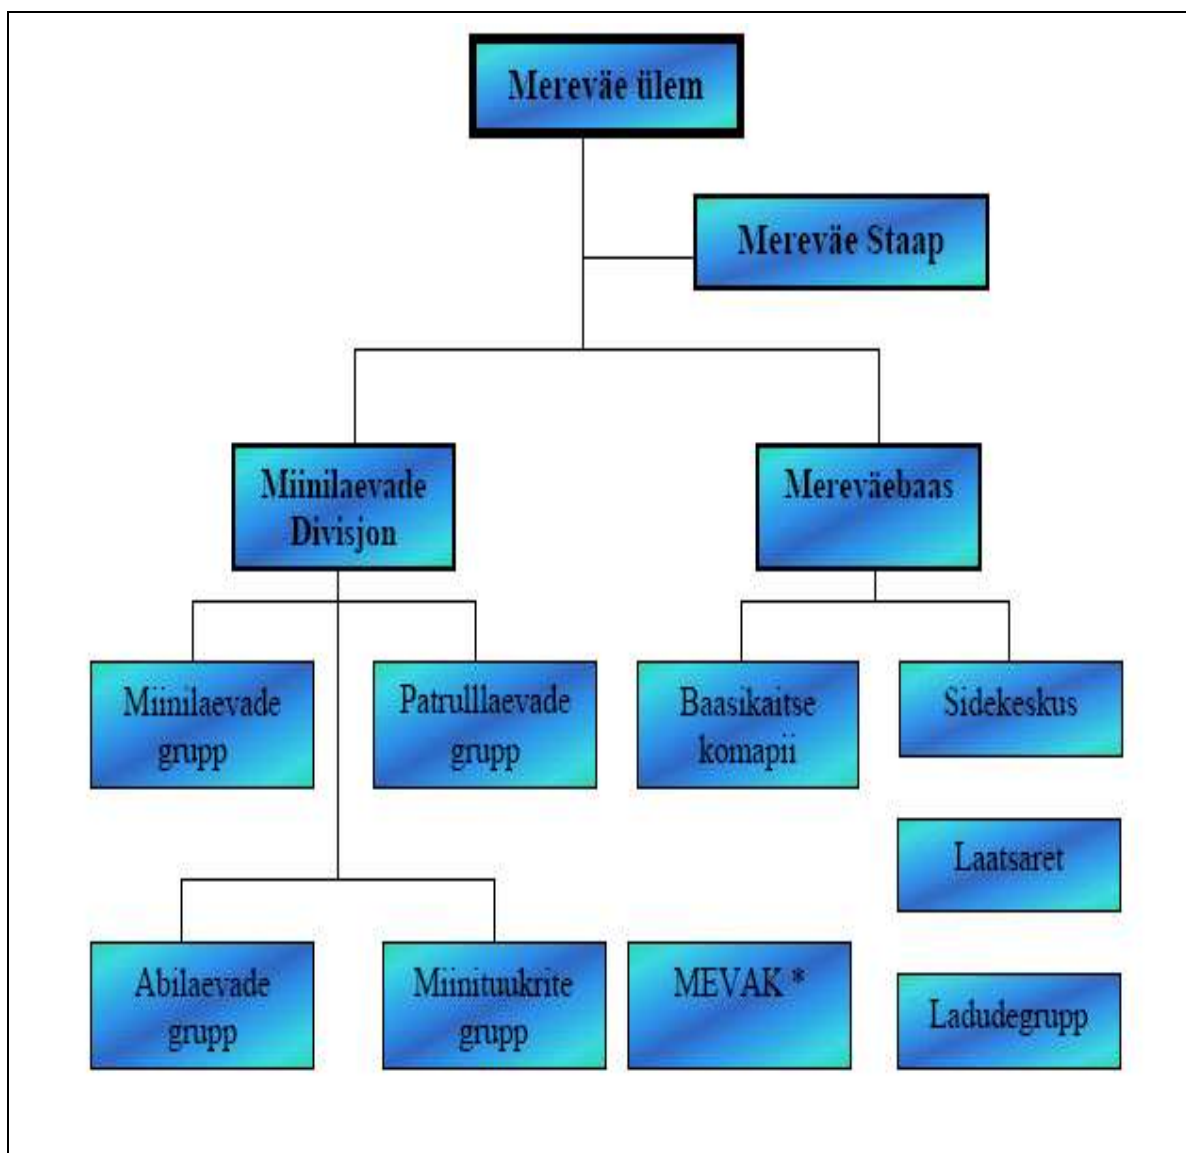 Mereväe ülem
Mereväe Staap
Miinilaevade
Divisjon
Mereväebaas
Miinilaevade
grupp
Patrulllaevade
grupp
Baasikaitse
komapii
Sidekeskus
Laatsaret
Abilaevade
grupp
Miinituukrite
grupp
MEVAK *
Ladudegrupp